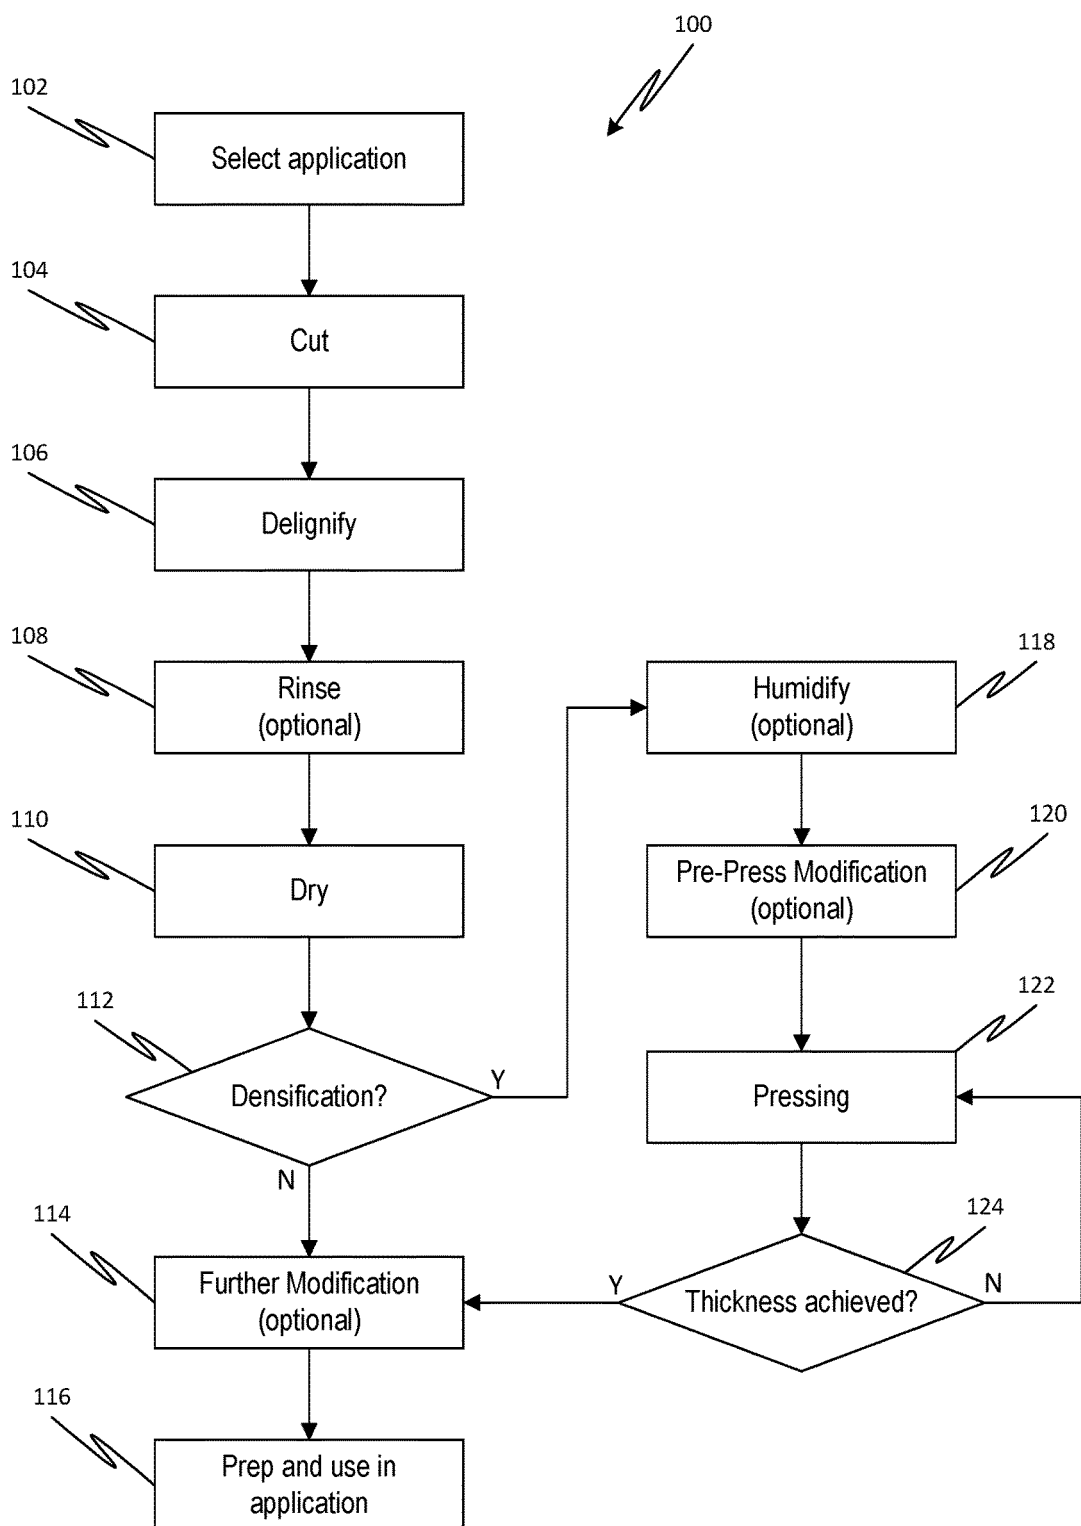 100
102
Select application
104
Cut
106
Delignify
108
Rinse
(optional)
110
Dry
112
Densification?
Y
N
114
Further Modification
(optional)
116
Prep and use in
application
118
Humidify
(optional)
120
Pre-Press Modification
(optional)
122
Pressing
124
Thickness achieved?
Y
N